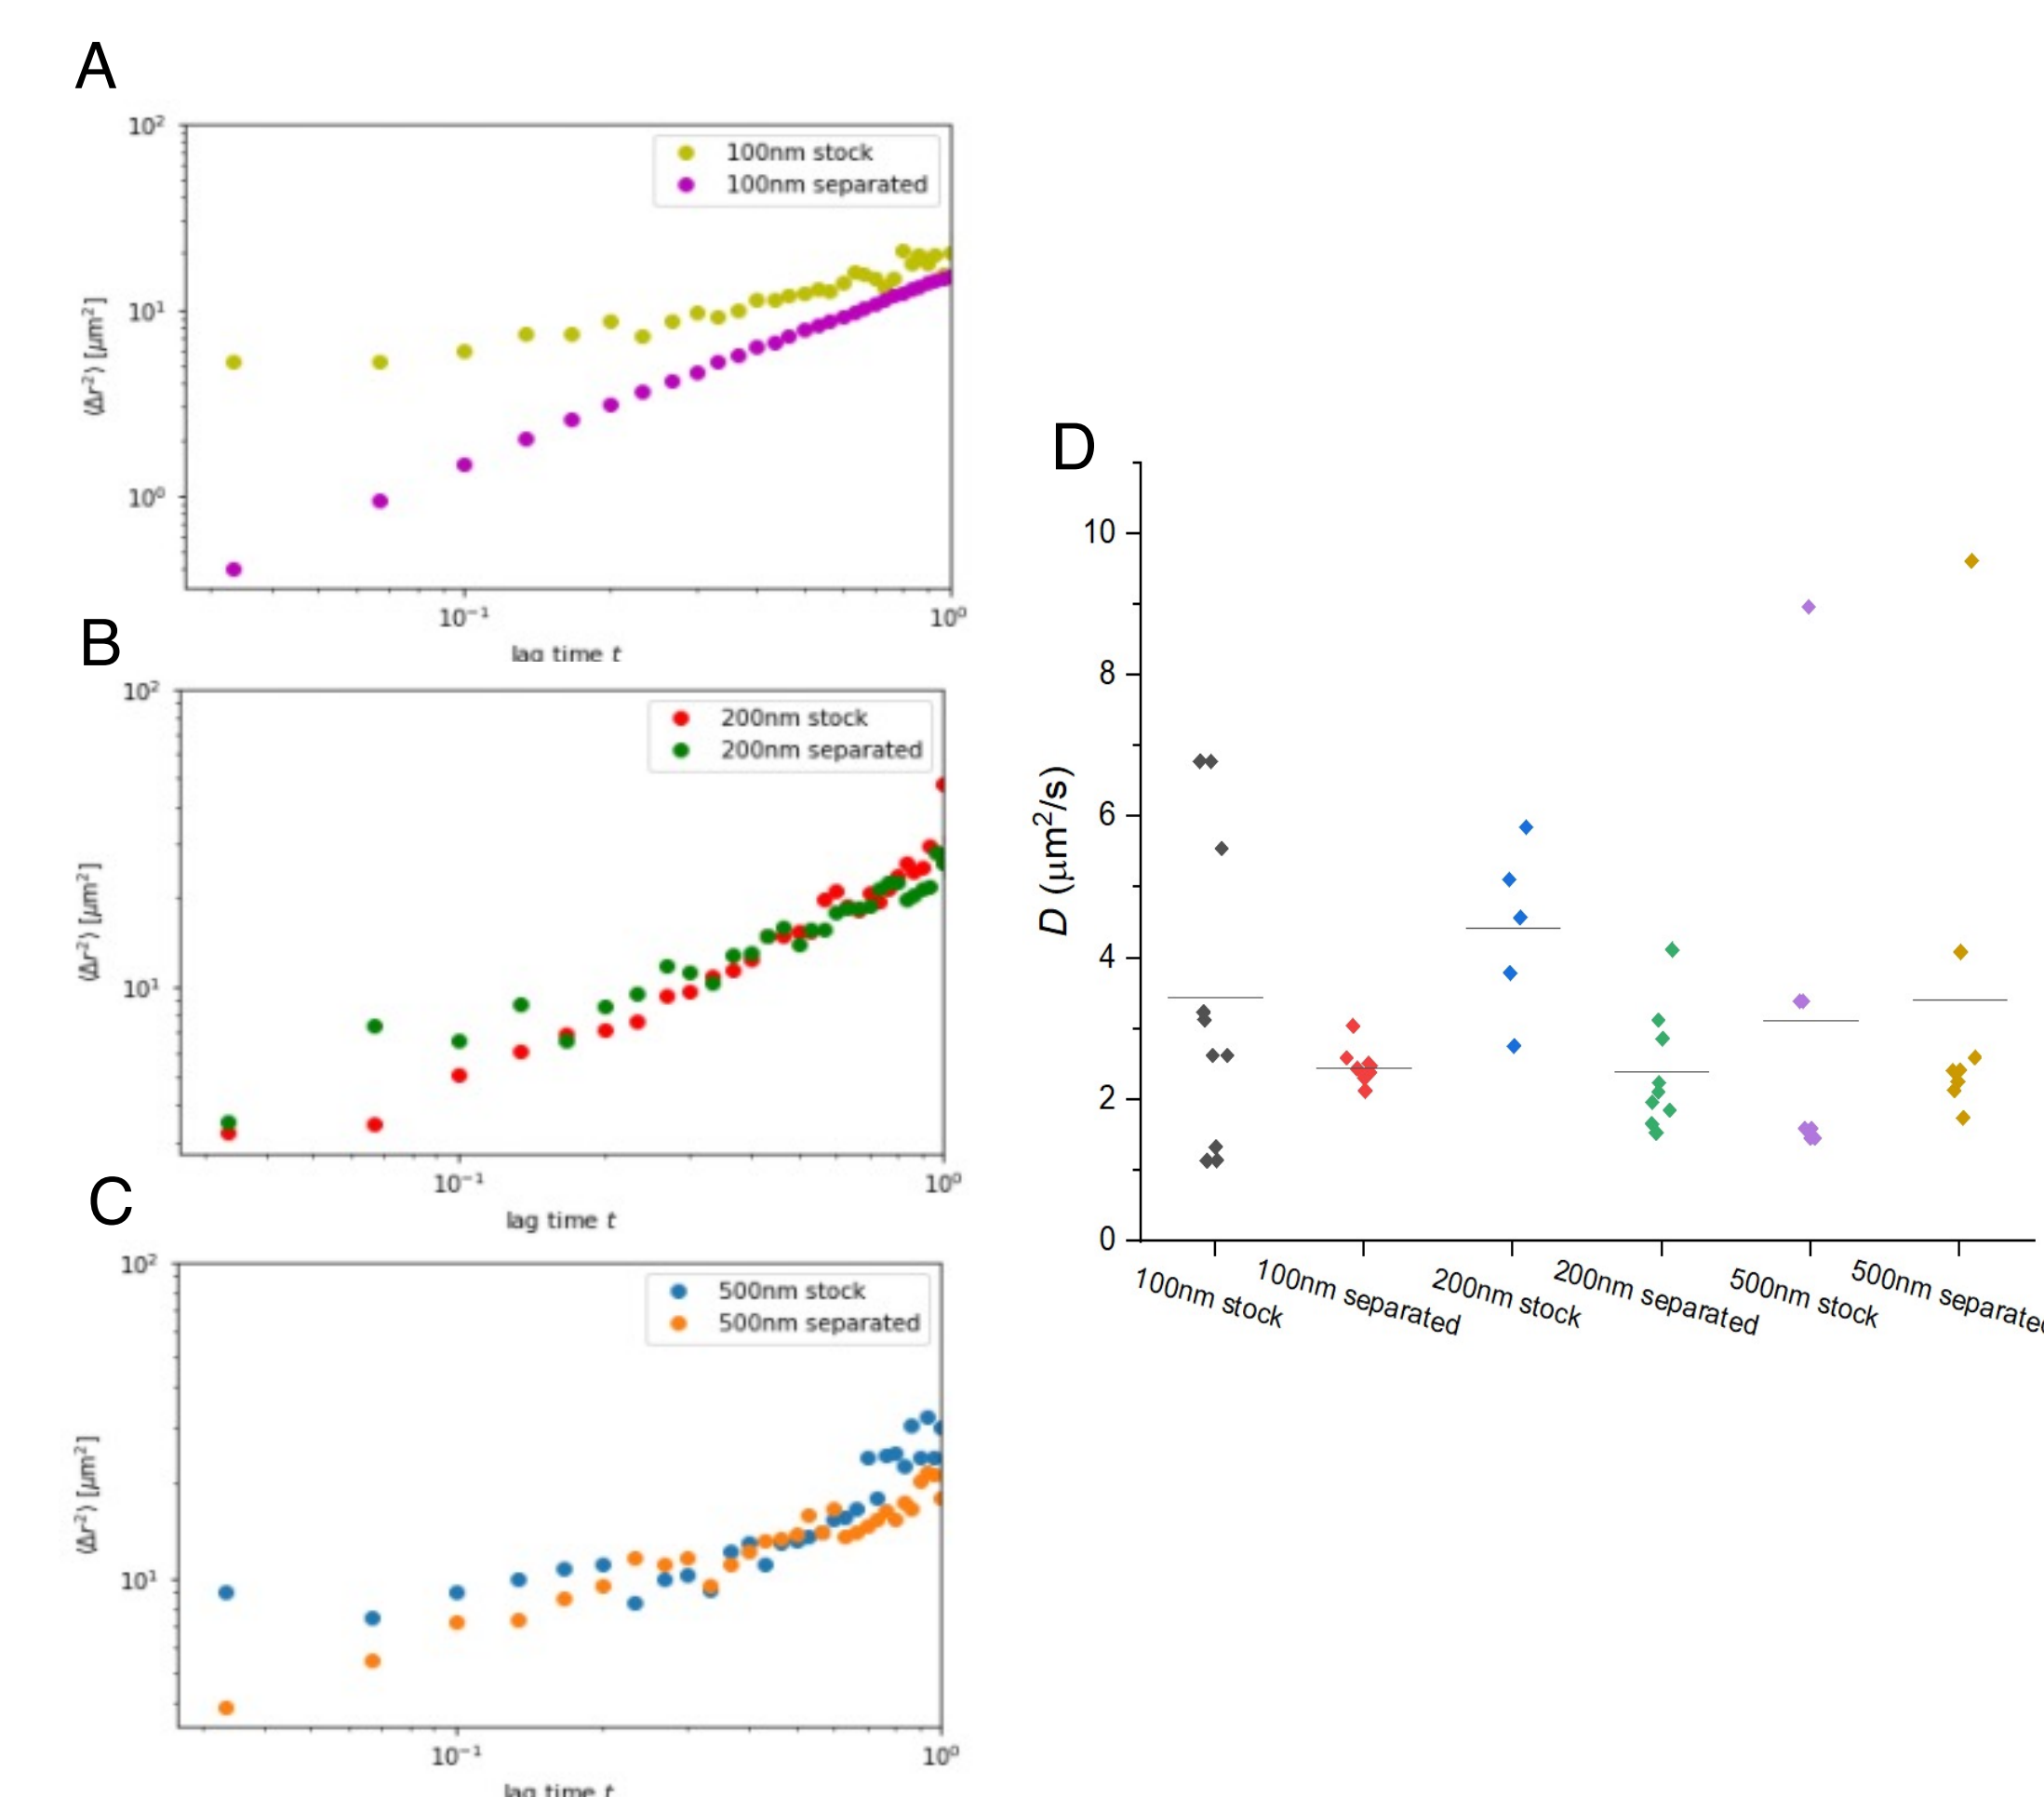 A
10²
100nm stock
100nm separated
10¹
⟨Δr²⟩ [μm²]
10⁰
10⁻¹
10⁰
lag time t
B
10²
200nm stock
200nm separated
⟨Δr²⟩ [μm²]
10¹
10⁻¹
10⁰
lag time t
C
10²
500nm stock
500nm separated
⟨Δr²⟩ [μm²]
10¹
10⁻¹
10⁰
lag time t
D
10
8
6
4
2
0
D (μm²/s)
100nm stock
100nm separated
200nm stock
200nm separated
500nm stock
500nm separate